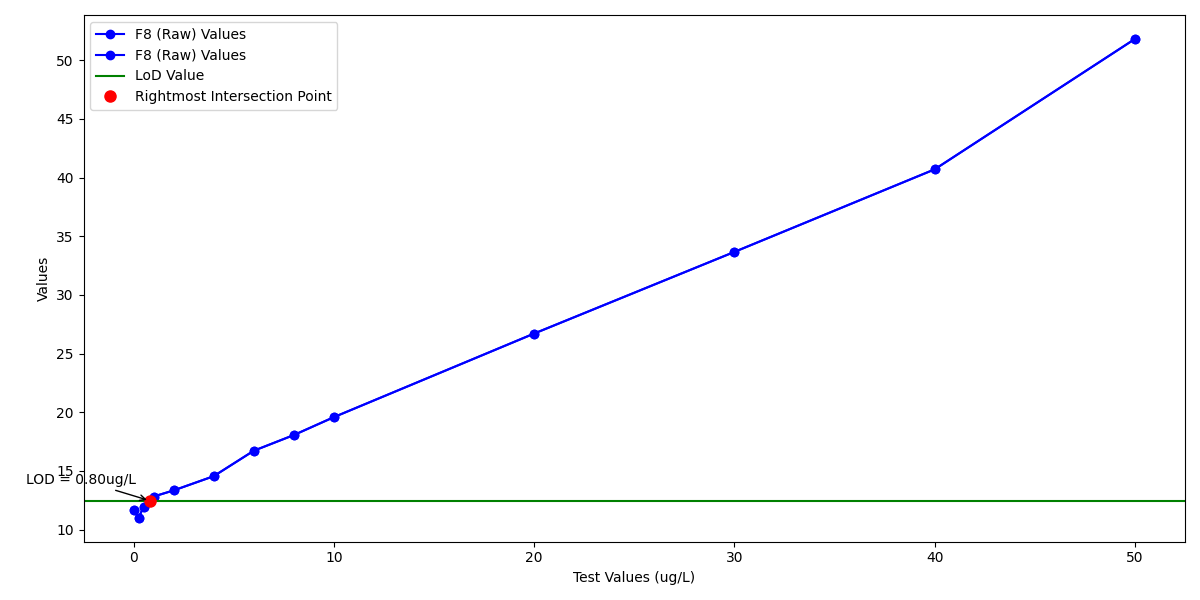 F8 (Raw) Values
F8 (Raw) Values
LoD Value
Rightmost Intersection Point
50
45
40
35
30
25
20
15
10
Values
LOD = 0.80ug/L
0
10
20
30
40
50
Test Values (ug/L)